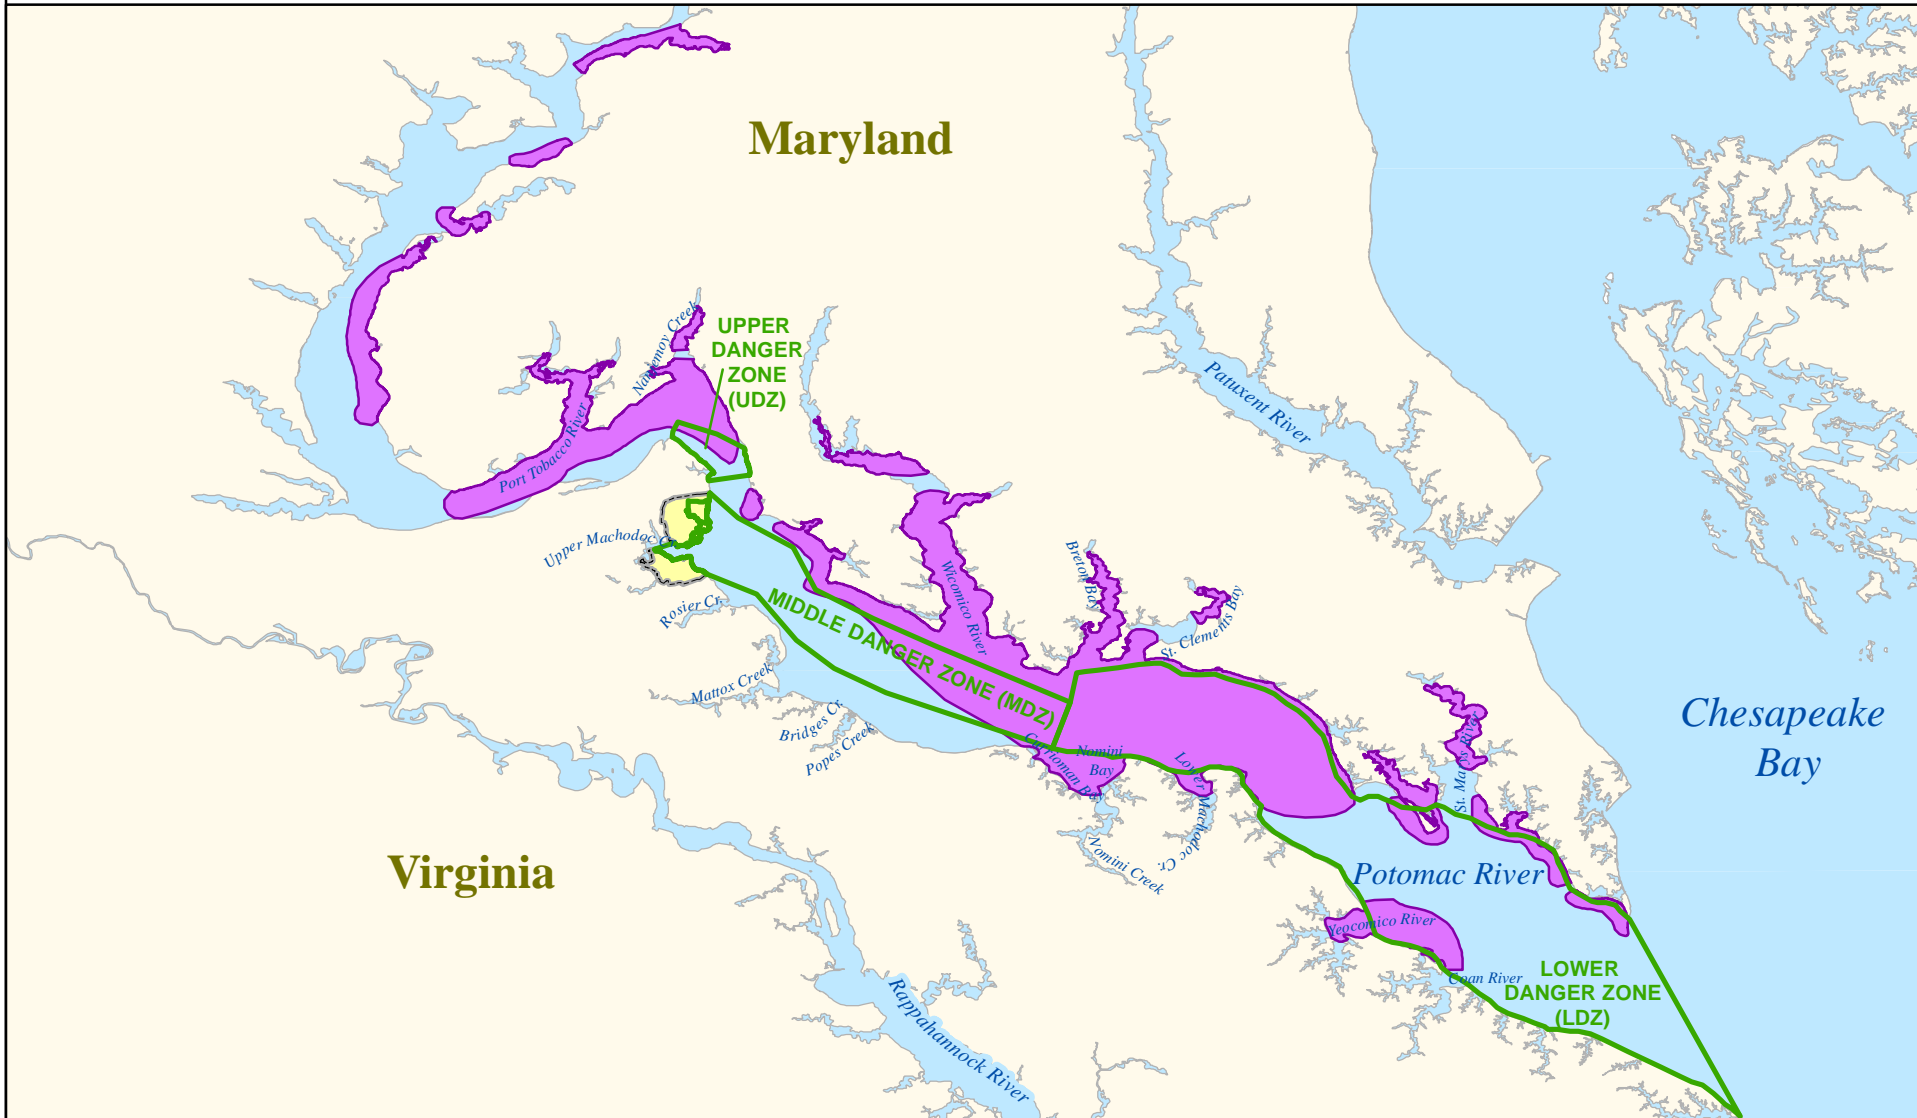 Maryland
Nanjemoy Creek
UPPER
DANGER
ZONE
(UDZ)
Patuxent River
Port Tobacco River
Upper Machodoc Cr.
Rosier Cr.
MIDDLE DANGER ZONE (MDZ)
Wicomico River
Breton Bay
St. Clements Bay
Mattox Creek
Bridges Cr.
Popes Creek
Currioman Bay
Nomini
Bay
Lower Machodoc Cr.
Nomini Creek
St. Marys River
Chesapeake
Bay
Virginia
Potomac River
Yeocomico River
Coan River
LOWER
DANGER ZONE
(LDZ)
Rappahannock River